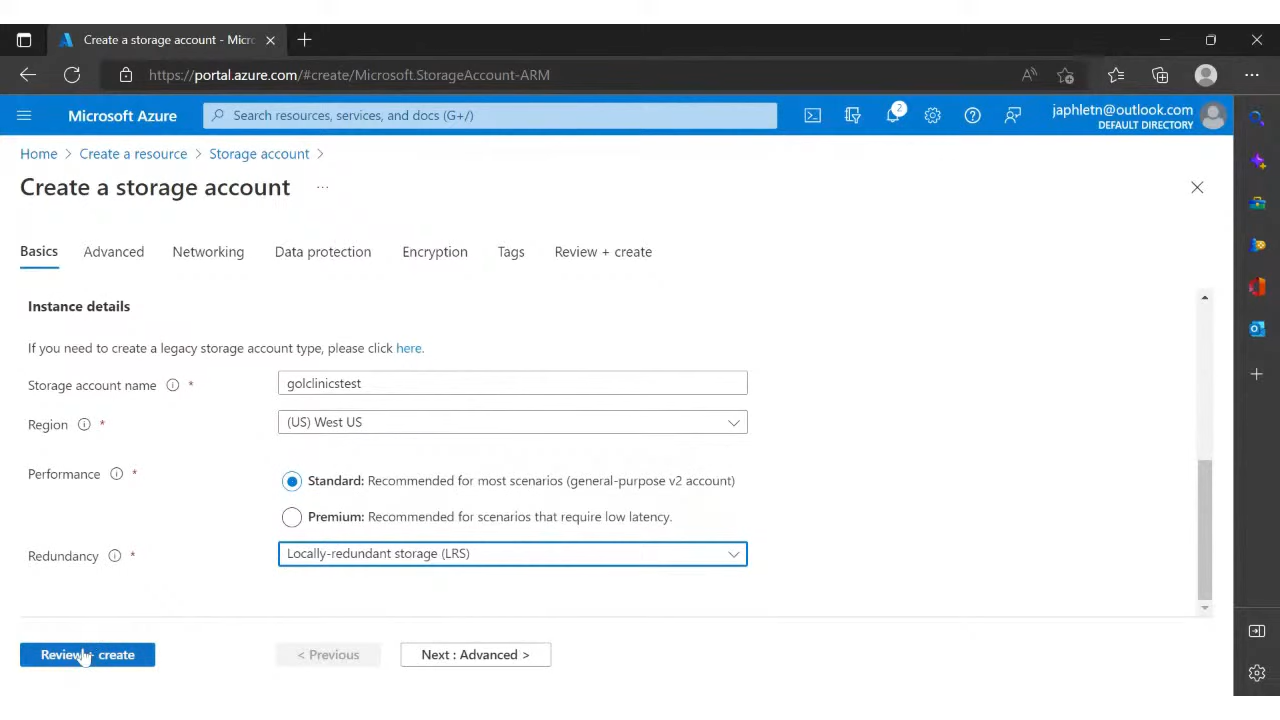 Create a storage account - Micr
https://portal.azure.com/#create/Microsoft.StorageAccount-ARM
Microsoft Azure
Search resources, services, and docs (G+/)
2
japhletn@outlook.com
DEFAULT DIRECTORY
Home > Create a resource > Storage account >
Create a storage account ...
Basics Advanced Networking Data protection Encryption Tags Review + create
Instance details
If you need to create a legacy storage account type, please click here.
Storage account name * golclinicstest
Region * (US) West US
Performance * Standard: Recommended for most scenarios (general-purpose v2 account)
Premium: Recommended for scenarios that require low latency.
Redundancy * Locally-redundant storage (LRS)
Review + create < Previous Next : Advanced >